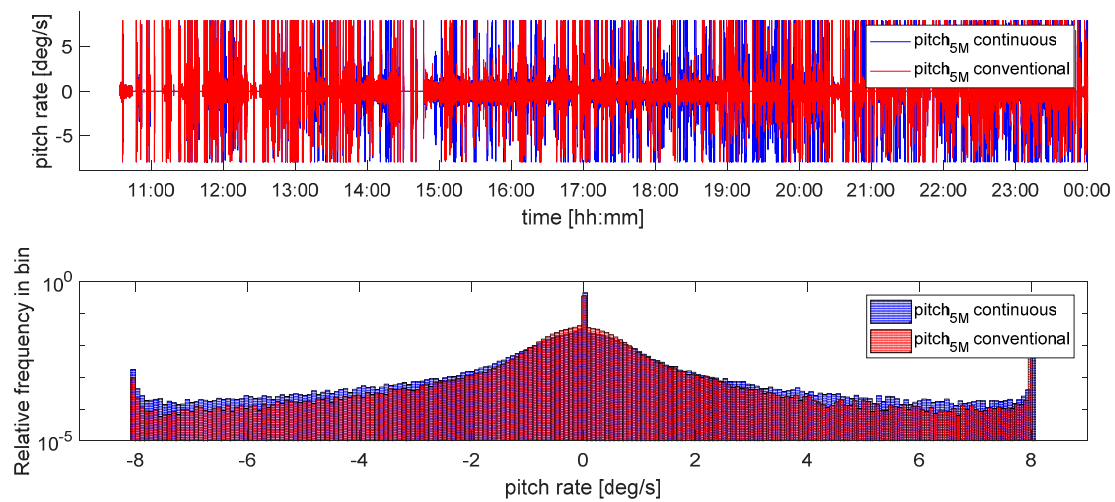 pitch rate [deg/s]
5
0
-5
pitch5M continuous
pitch5M conventional
11:00 12:00 13:00 14:00 15:00 16:00 17:00 18:00 19:00 20:00 21:00 22:00 23:00 00:00
time [hh:mm]
Relative frequency in bin
10^0
10^-5
pitch5M continuous
pitch5M conventional
-8 -6 -4 -2 0 2 4 6 8
pitch rate [deg/s]